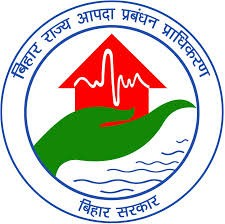 बिहार राज्य आपदा प्रबंधन प्राधिकरण
बिहार सरकार